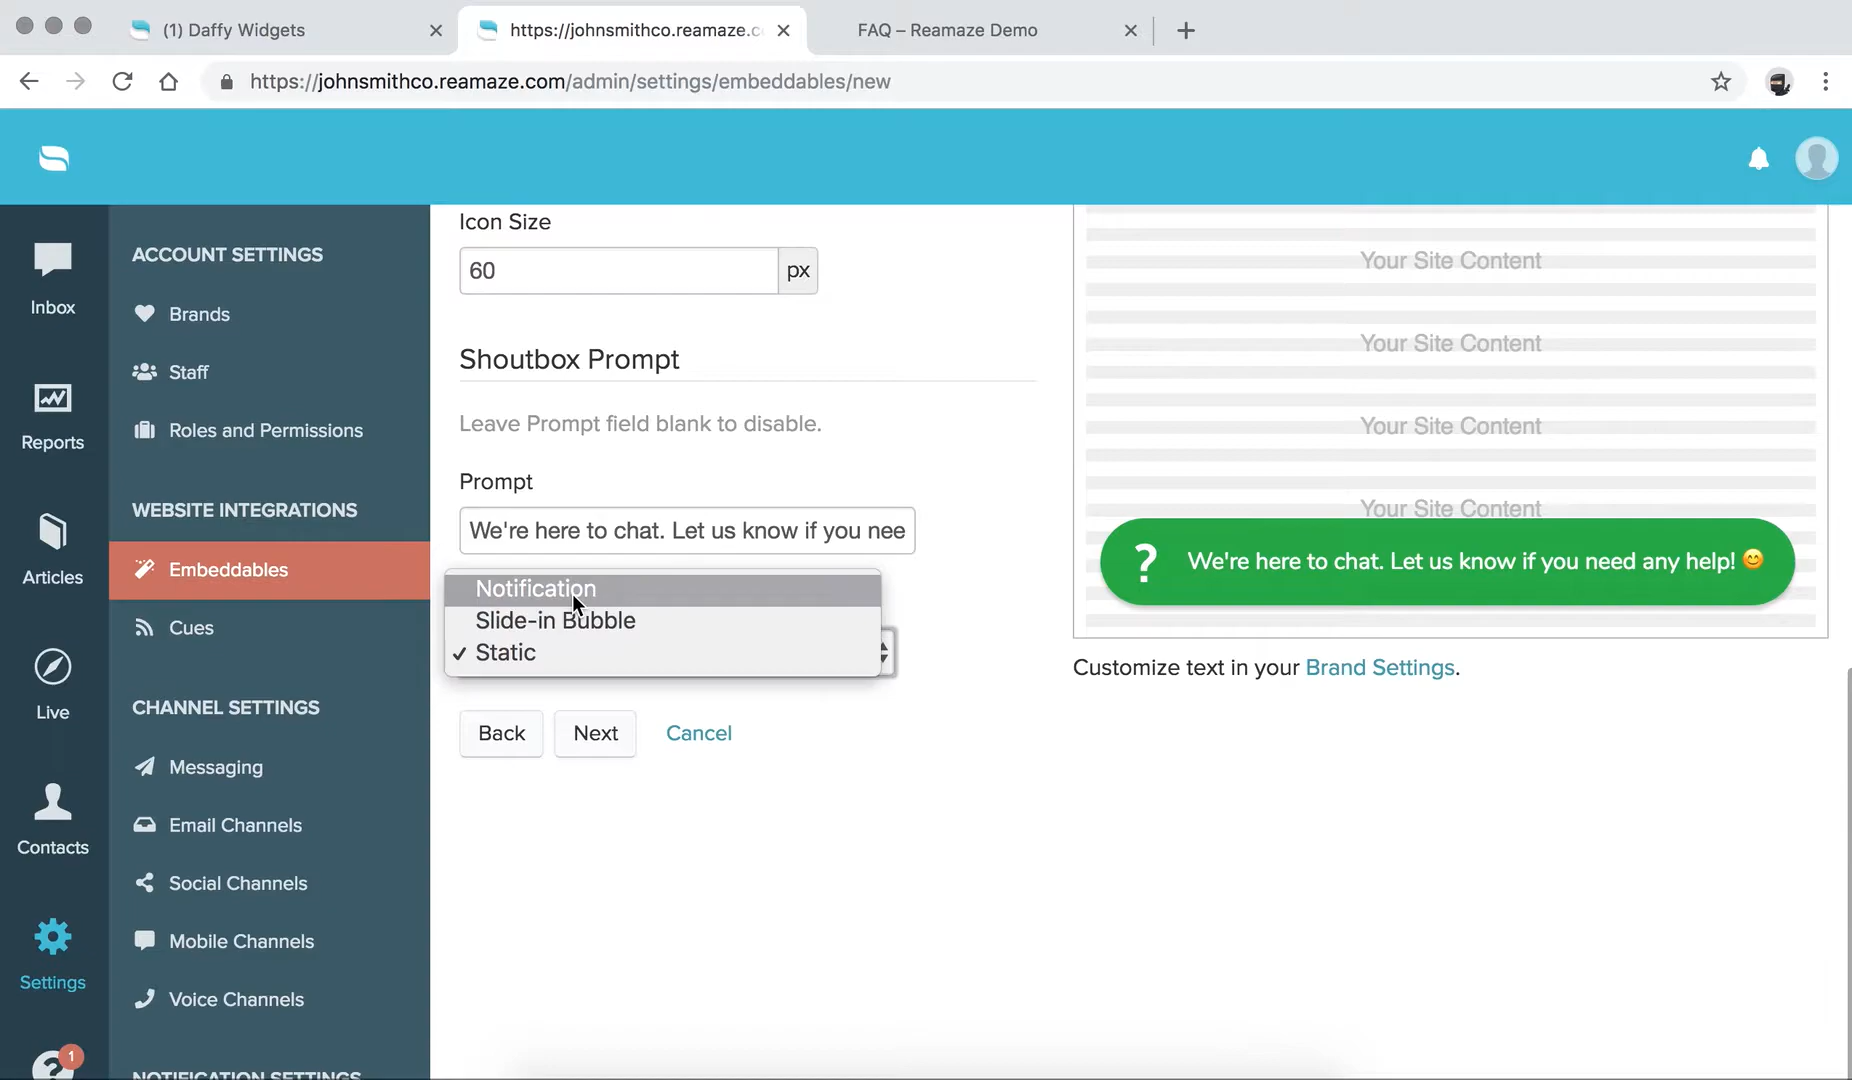 (1) Daffy Widgets
https://johnsmithco.reamaze.c
FAQ – Reamaze Demo
https://johnsmithco.reamaze.com/admin/settings/embeddables/new
Inbox
Reports
Articles
Live
Contacts
Settings
1
ACCOUNT SETTINGS
Brands
Staff
Roles and Permissions
WEBSITE INTEGRATIONS
Embeddables
Cues
CHANNEL SETTINGS
Messaging
Email Channels
Social Channels
Mobile Channels
Voice Channels
NOTIFICATION SETTINGS
Icon Size
60
px
Shoutbox Prompt
Leave Prompt field blank to disable.
Prompt
We're here to chat. Let us know if you nee
Notification
Slide-in Bubble
✓ Static
Back
Next
Cancel
Your Site Content
Your Site Content
Your Site Content
Your Site Content
? We're here to chat. Let us know if you need any help! 😊
Customize text in your Brand Settings.